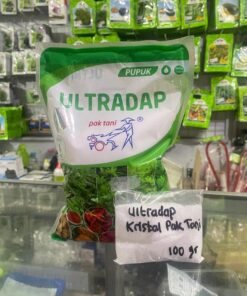 PUPUK
ULTRADAP
pak tani
Ultradap
Kristal Pak Tani
100 gr